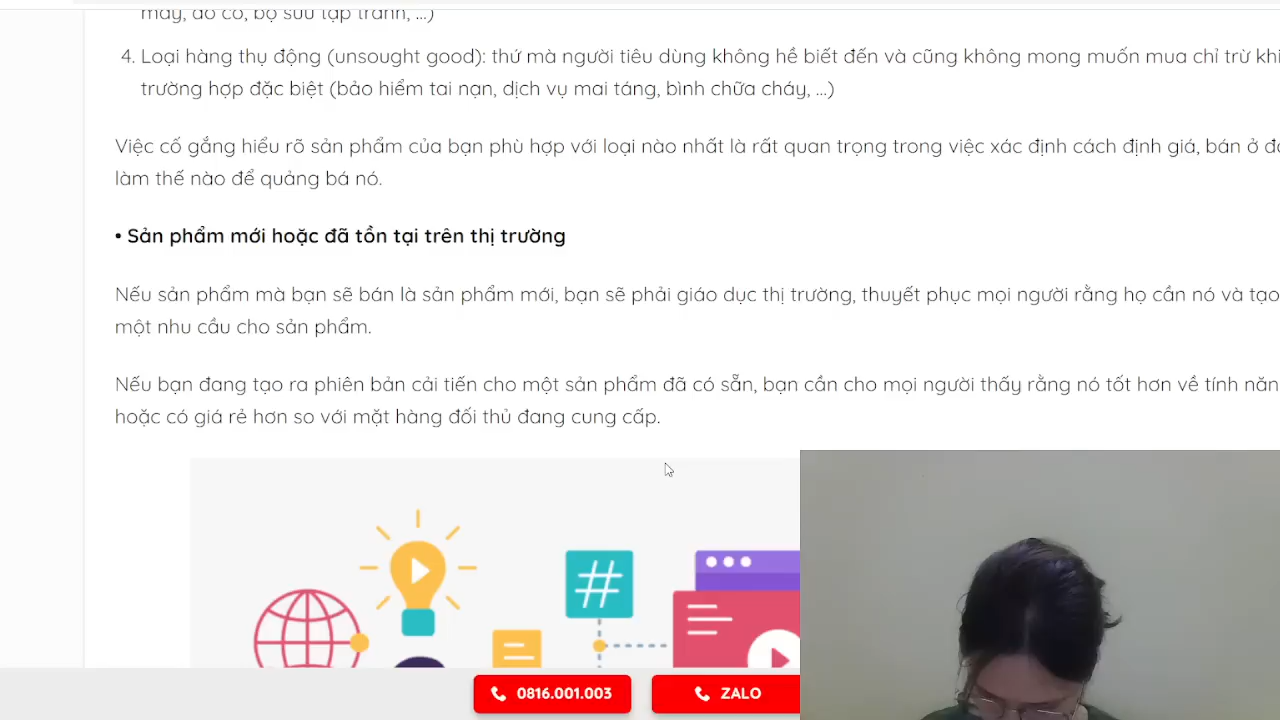 máy, đồ cổ, bộ sưu tập tranh, ...)
4. Loại hàng thụ động (unsought good): thứ mà người tiêu dùng không hề biết đến và cũng không mong muốn mua chỉ trừ khi
trường hợp đặc biệt (bảo hiểm tai nạn, dịch vụ mai táng, bình chữa cháy, ...)
Việc cố gắng hiểu rõ sản phẩm của bạn phù hợp với loại nào nhất là rất quan trọng trong việc xác định cách định giá, bán ở
làm thế nào để quảng bá nó.
• Sản phẩm mới hoặc đã tồn tại trên thị trường
Nếu sản phẩm mà bạn sẽ bán là sản phẩm mới, bạn sẽ phải giáo dục thị trường, thuyết phục mọi người rằng họ cần nó và tạo
một nhu cầu cho sản phẩm.
Nếu bạn đang tạo ra phiên bản cải tiến cho một sản phẩm đã có sẵn, bạn cần cho mọi người thấy rằng nó tốt hơn về tính năn
hoặc có giá rẻ hơn so với mặt hàng đối thủ đang cung cấp.
#
0816.001.003
ZALO